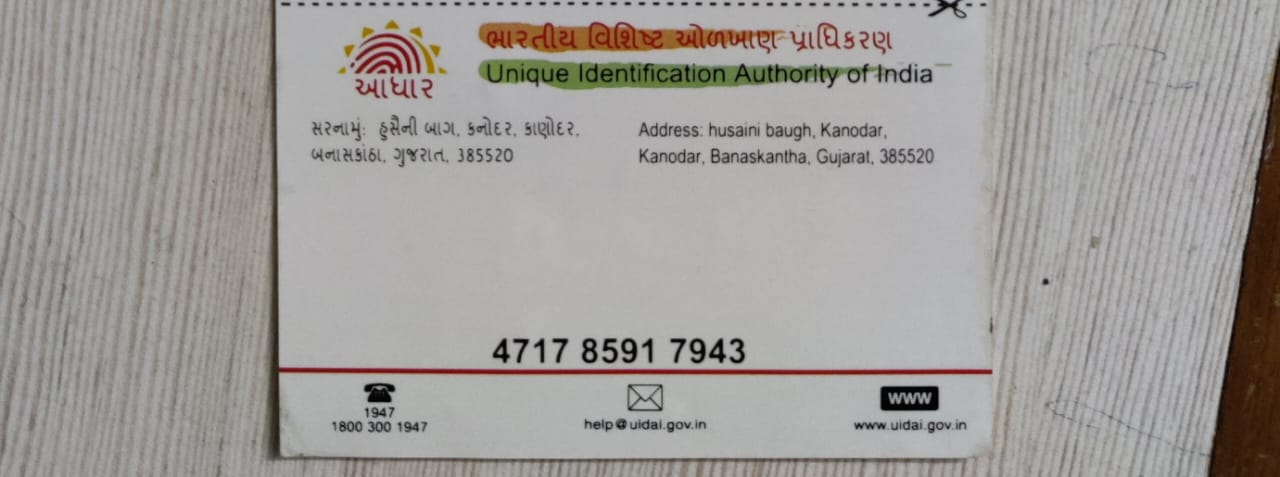 ભારતીય વિશિષ્ટ ઓળખાણ પ્રાધિકરણ
Unique Identification Authority of India
આધાર
સરનામું: હુસૈની બાગ, કનોદર, કાણોદર,
બનાસકાંઠા, ગુજરાત, 385520
Address: husaini baugh, Kanodar,
Kanodar, Banaskantha, Gujarat, 385520
4717 8591 7943
1947
1800 300 1947
help@uidai.gov.in
www
www.uidai.gov.in